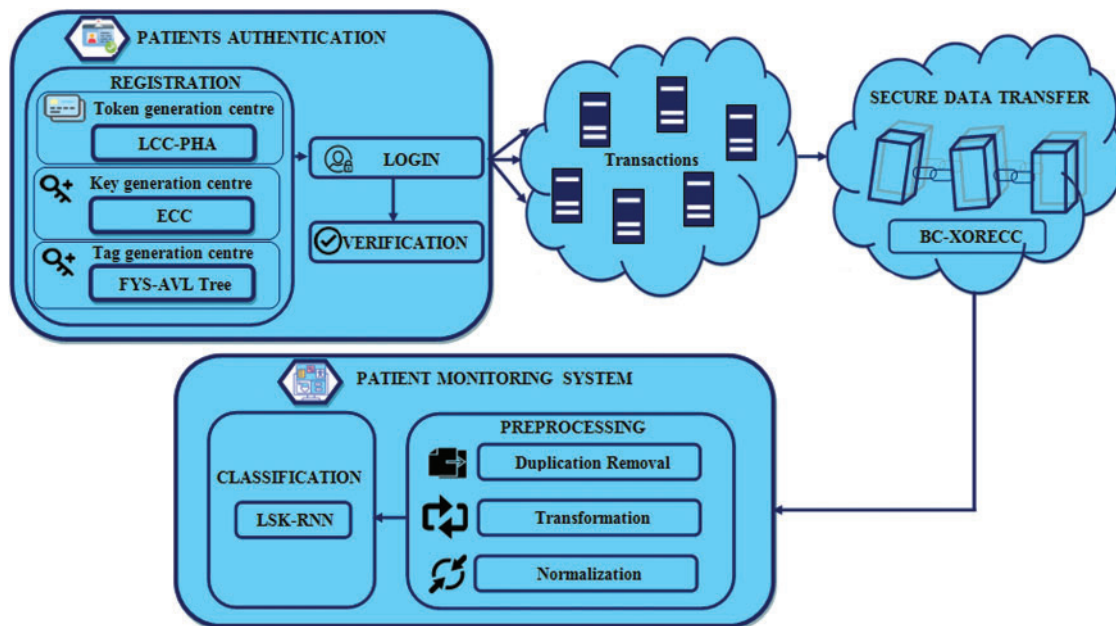 PATIENTS AUTHENTICATION
REGISTRATION
Token generation centre
LCC-PHA
Key generation centre
ECC
Tag generation centre
FYS-AVL Tree
LOGIN
VERIFICATION
Transactions
SECURE DATA TRANSFER
BC-XORECC
PATIENT MONITORING SYSTEM
PREPROCESSING
Duplication Removal
Transformation
Normalization
CLASSIFICATION
LSK-RNN